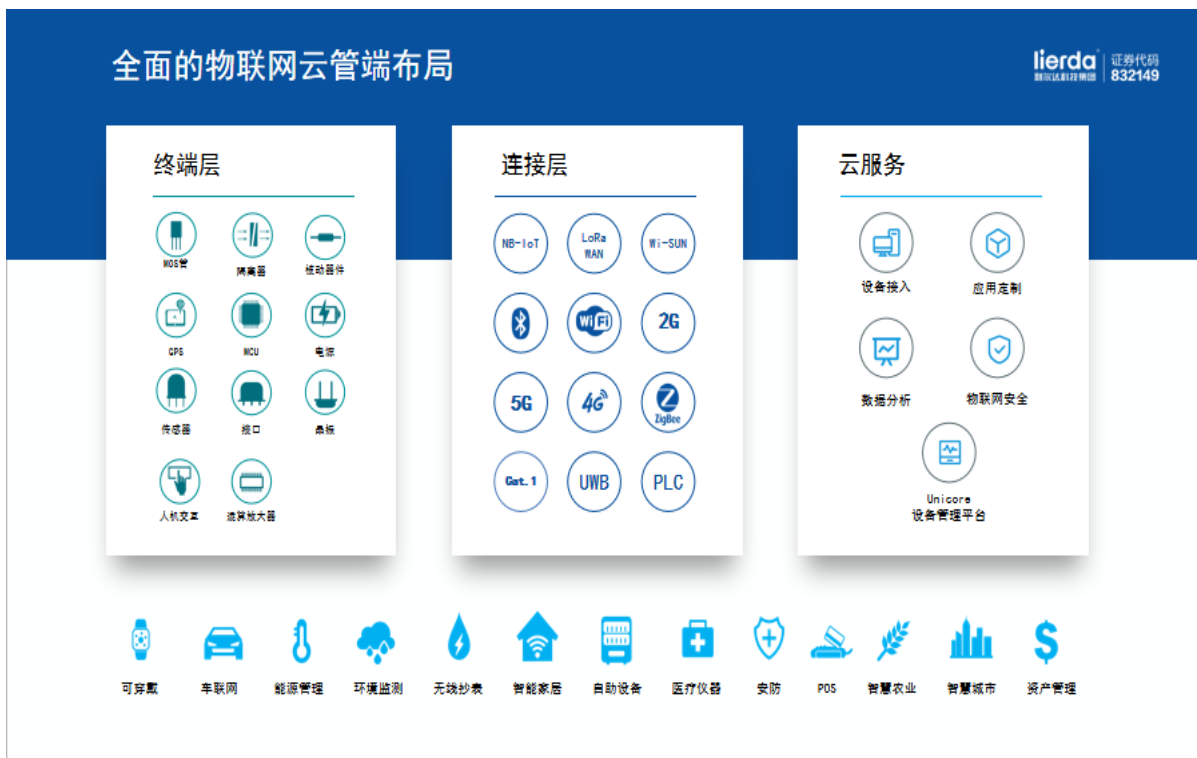 全面的物联网云管端布局
lierda
利尔达科技集团
证券代码
832149
终端层
MOS管
隔离器
被动器件
GPS
MCU
电源
传感器
接口
晶振
人机交互
运算放大器
连接层
NB-IoT
LoRa
WAN
Wi-SUN
WiFi
2G
5G
4G
ZigBee
Gat.1
UWB
PLC
云服务
设备接入
应用定制
数据分析
物联网安全
Unicore
设备管理平台
可穿戴
车联网
能源管理
环境监测
无线抄表
智能家居
自助设备
医疗仪器
安防
POS
智慧农业
智慧城市
资产管理